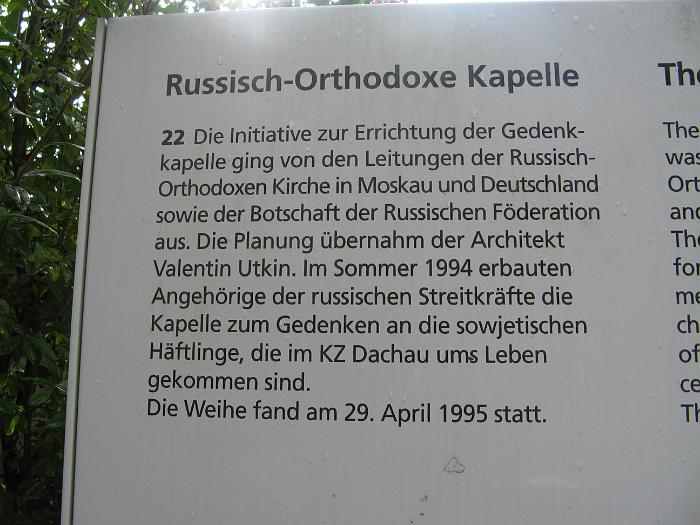 Russisch-Orthodoxe Kapelle
22 Die Initiative zur Errichtung der Gedenk-
kapelle ging von den Leitungen der Russisch-
Orthodoxen Kirche in Moskau und Deutschland
sowie der Botschaft der Russischen Föderation
aus. Die Planung übernahm der Architekt
Valentin Utkin. Im Sommer 1994 erbauten
Angehörige der russischen Streitkräfte die
Kapelle zum Gedenken an die sowjetischen
Häftlinge, die im KZ Dachau ums Leben
gekommen sind.
Die Weihe fand am 29. April 1995 statt.
The
was
of